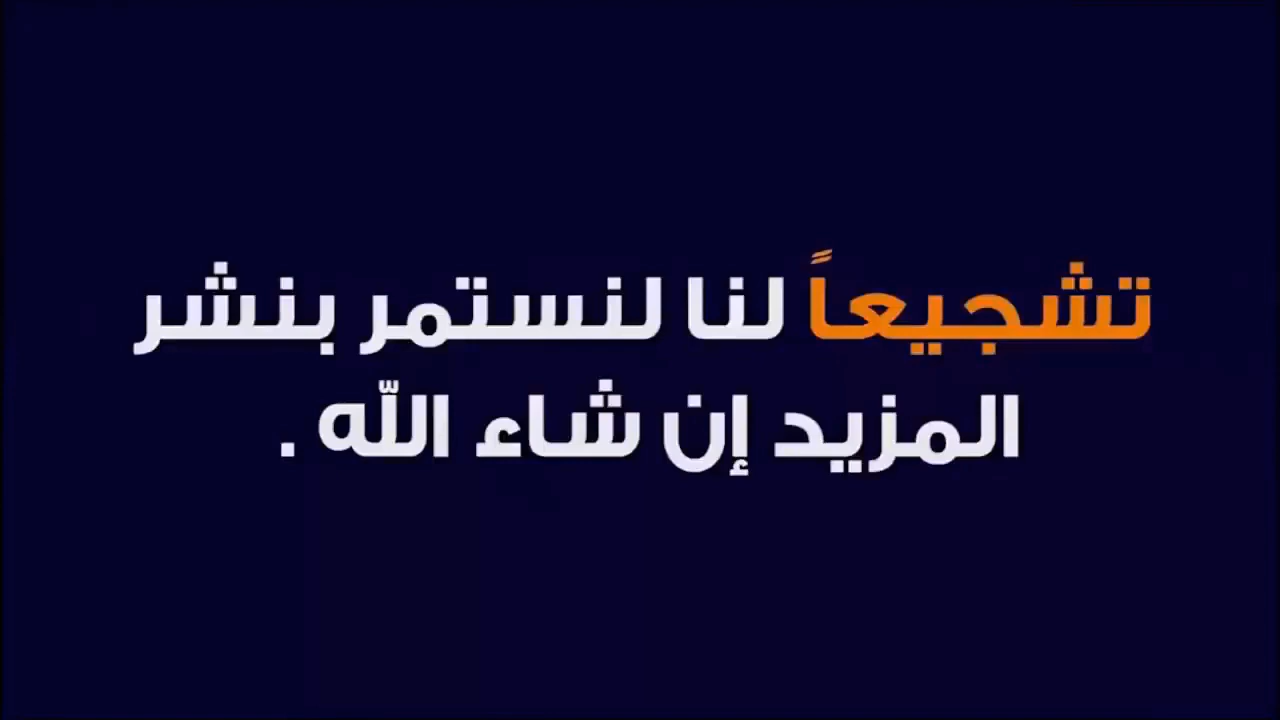 تشجيعاً لنا لنستمر بنشر
المزيد إن شاء اللّه .